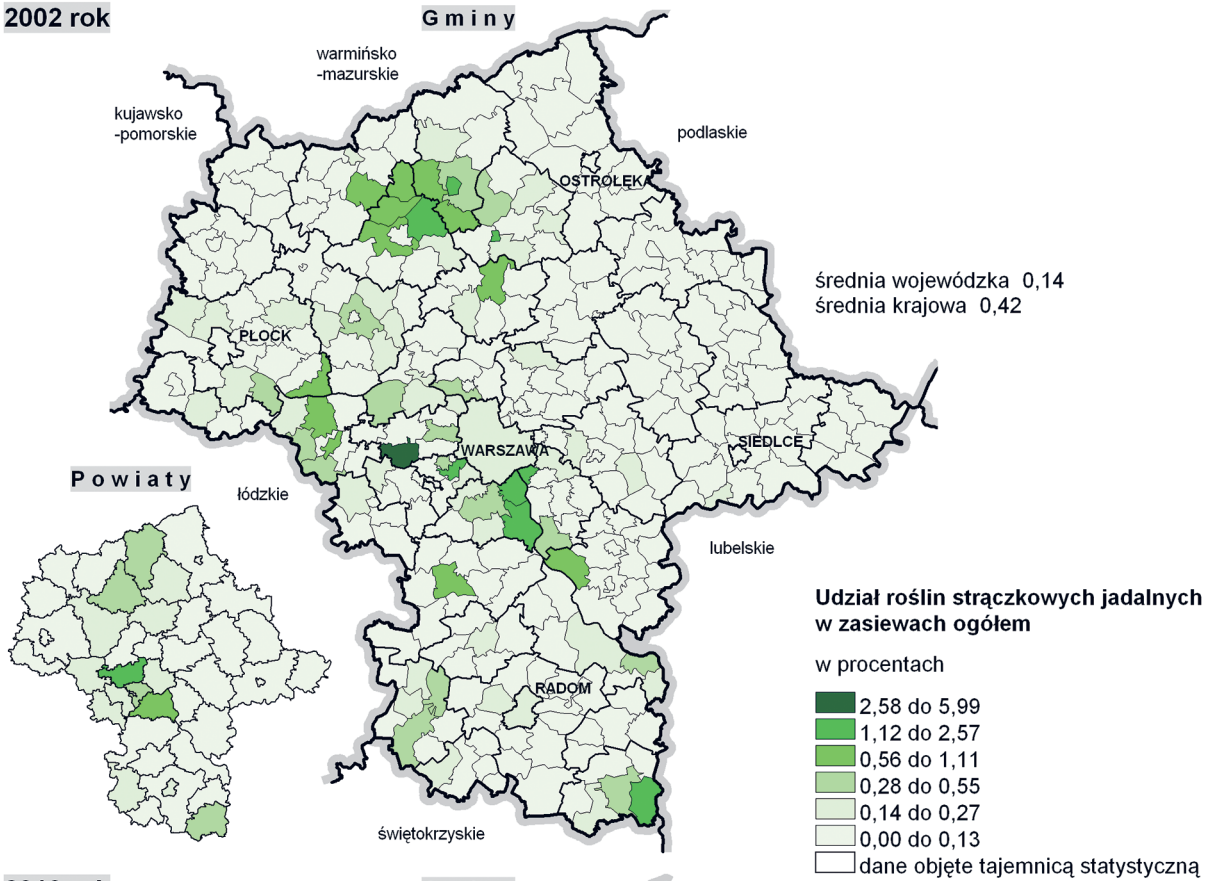 2002 rok
Gminy
warmińsko
-mazurskie
kujawsko
-pomorskie
podlaskie
OSTROŁĘKA
średnia wojewódzka 0,14
średnia krajowa 0,42
PŁOCK
WARSZAWA
SIEDLCE
Powiaty
łódzkie
lubelskie
Udział roślin strączkowych jadalnych
w zasiewach ogółem
w procentach
RADOM
2,58 do 5,99
1,12 do 2,57
0,56 do 1,11
0,28 do 0,55
0,14 do 0,27
0,00 do 0,13
dane objęte tajemnicą statystyczną
świętokrzyskie